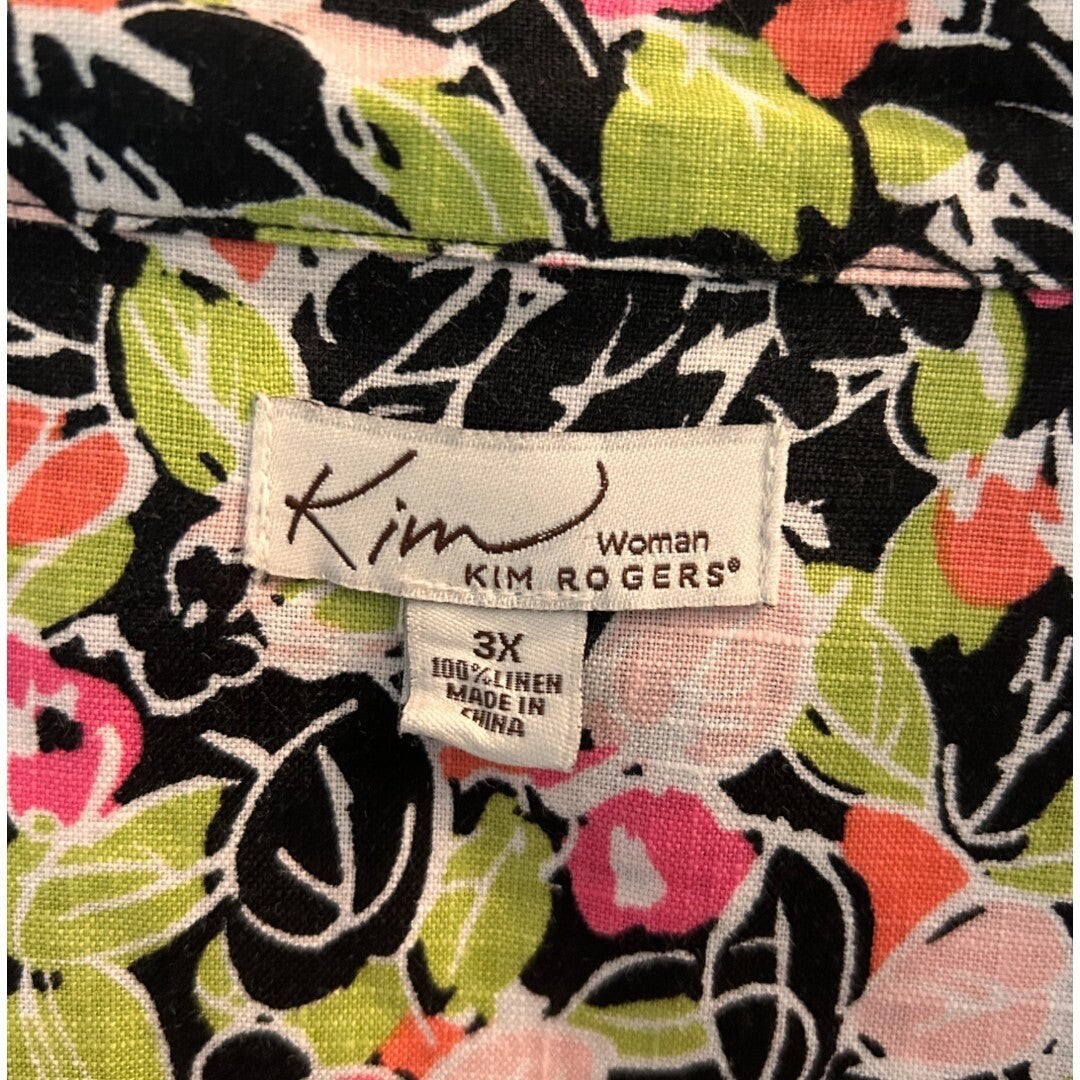 Kim Woman
KIM ROGERS®
3X
100% LINEN
MADE IN
CHINA